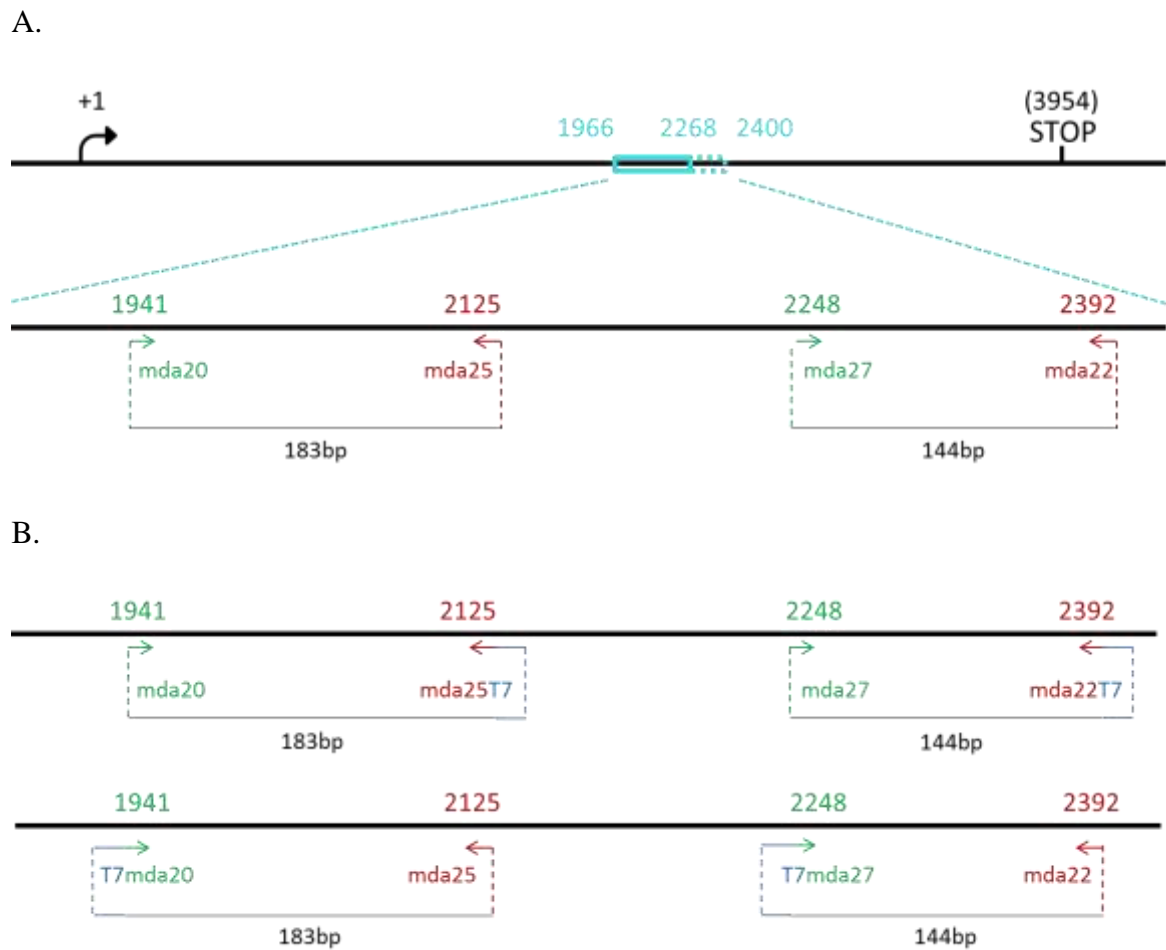 A.
+1
(3954)
1966 2268 2400 STOP
1941 2125 2248 2392
mda20 mda25 mda27 mda22
183bp 144bp
B.
1941 2125 2248 2392
mda20 mda25T7 mda27 mda22T7
183bp 144bp
1941 2125 2248 2392
T7mda20 mda25 T7mda27 mda22
183bp 144bp